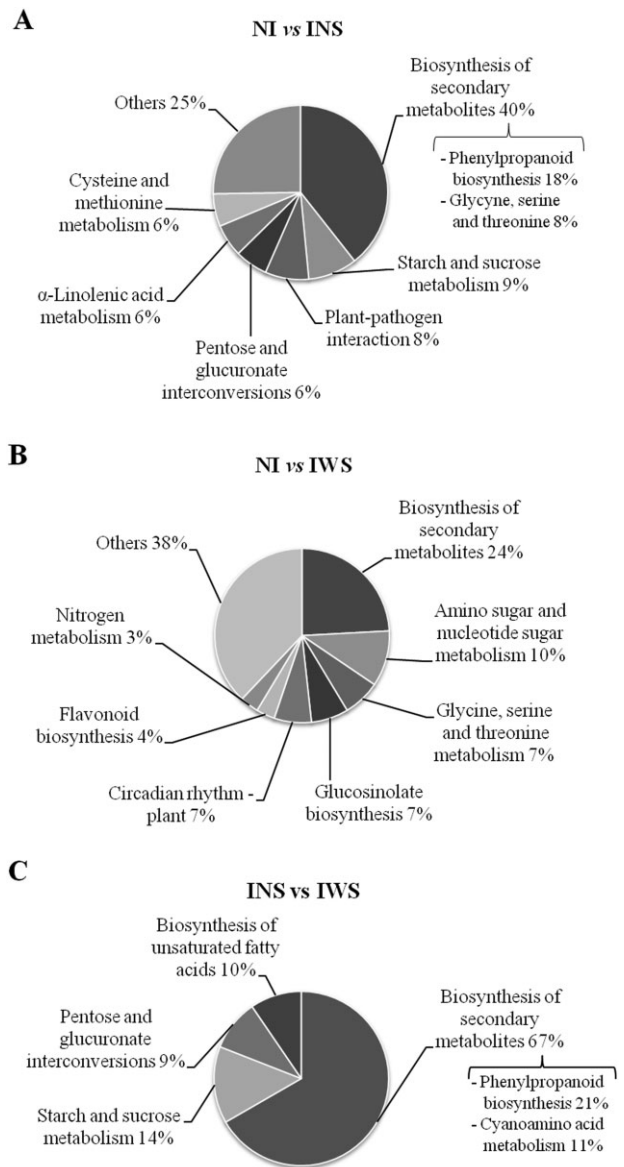 A
NI vs INS
Biosynthesis of
secondary
metabolites 40%
- Phenylpropanoid
biosynthesis 18%
- Glycyne, serine
and threonine 8%
Starch and sucrose
metabolism 9%
Plant-pathogen
interaction 8%
Pentose and
glucuronate
interconversions 6%
α-Linolenic acid
metabolism 6%
Cysteine and
methionine
metabolism 6%
Others 25%
B
NI vs IWS
Biosynthesis of
secondary
metabolites 24%
Amino sugar and
nucleotide sugar
metabolism 10%
Glycine, serine
and threonine
metabolism 7%
Glucosinolate
biosynthesis 7%
Circadian rhythm -
plant 7%
Flavonoid
biosynthesis 4%
Nitrogen
metabolism 3%
Others 38%
C
INS vs IWS
Biosynthesis of
secondary
metabolites 67%
- Phenylpropanoid
biosynthesis 21%
- Cyanoamino acid
metabolism 11%
Starch and sucrose
metabolism 14%
Pentose and
glucuronate
interconversions 9%
Biosynthesis of
unsaturated fatty
acids 10%